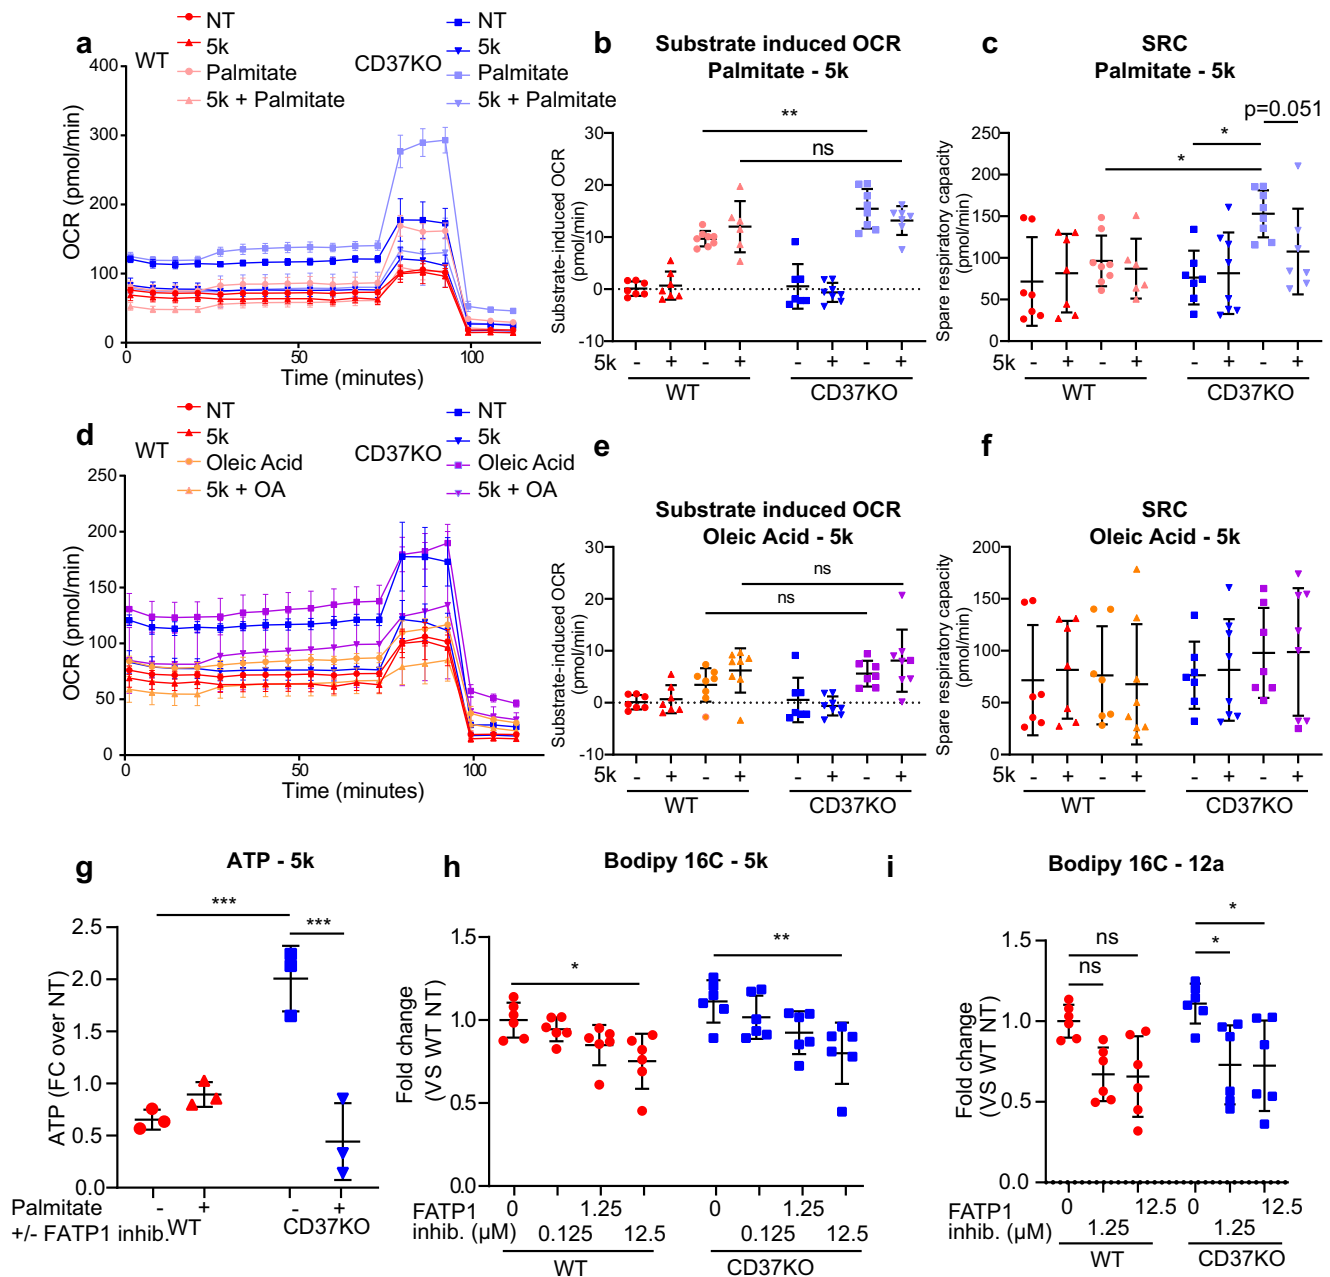 a
WT
NT
5k
Palmitate
5k + Palmitate
CD37KO
NT
5k
Palmitate
5k + Palmitate
OCR (pmol/min)
400
300
200
100
0
0
50
100
Time (minutes)
b
Substrate induced OCR
Palmitate - 5k
Substrate-induced OCR
(pmol/min)
30
20
10
0
-10
**
ns
5k
- + - + - + - +
WT
CD37KO
c
SRC
Palmitate - 5k
Spare respiratory capacity
(pmol/min)
250
200
150
100
50
0
p=0.051
*
*
5k
- + - + - + - +
WT
CD37KO
d
WT
NT
5k
Oleic Acid
5k + OA
CD37KO
NT
5k
Oleic Acid
5k + OA
OCR (pmol/min)
250
200
150
100
50
0
0
50
100
Time (minutes)
e
Substrate induced OCR
Oleic Acid - 5k
Substrate-induced OCR
(pmol/min)
30
20
10
0
-10
ns
ns
5k
- + - + - + - +
WT
CD37KO
f
SRC
Oleic Acid - 5k
Spare respiratory capacity
(pmol/min)
200
150
100
50
0
5k
- + - + - + - +
WT
CD37KO
g
ATP - 5k
ATP (FC over NT)
2.5
2.0
1.5
1.0
0.5
0.0
***
***
Palmitate
+/- FATP1 inhib.
- + - +
WT
CD37KO
h
Bodipy 16C - 5k
Fold change
(VS WT NT)
1.5
1.0
0.5
0.0
*
**
FATP1
inhib. (μM)
0 1.25 0 1.25
0.125 12.5 0.125 12.5
WT
CD37KO
i
Bodipy 16C - 12a
Fold change
(VS WT NT)
1.5
1.0
0.5
0.0
ns
ns
*
*
FATP1
inhib. (μM)
0 12.5 0 12.5
1.25 1.25
WT
CD37KO